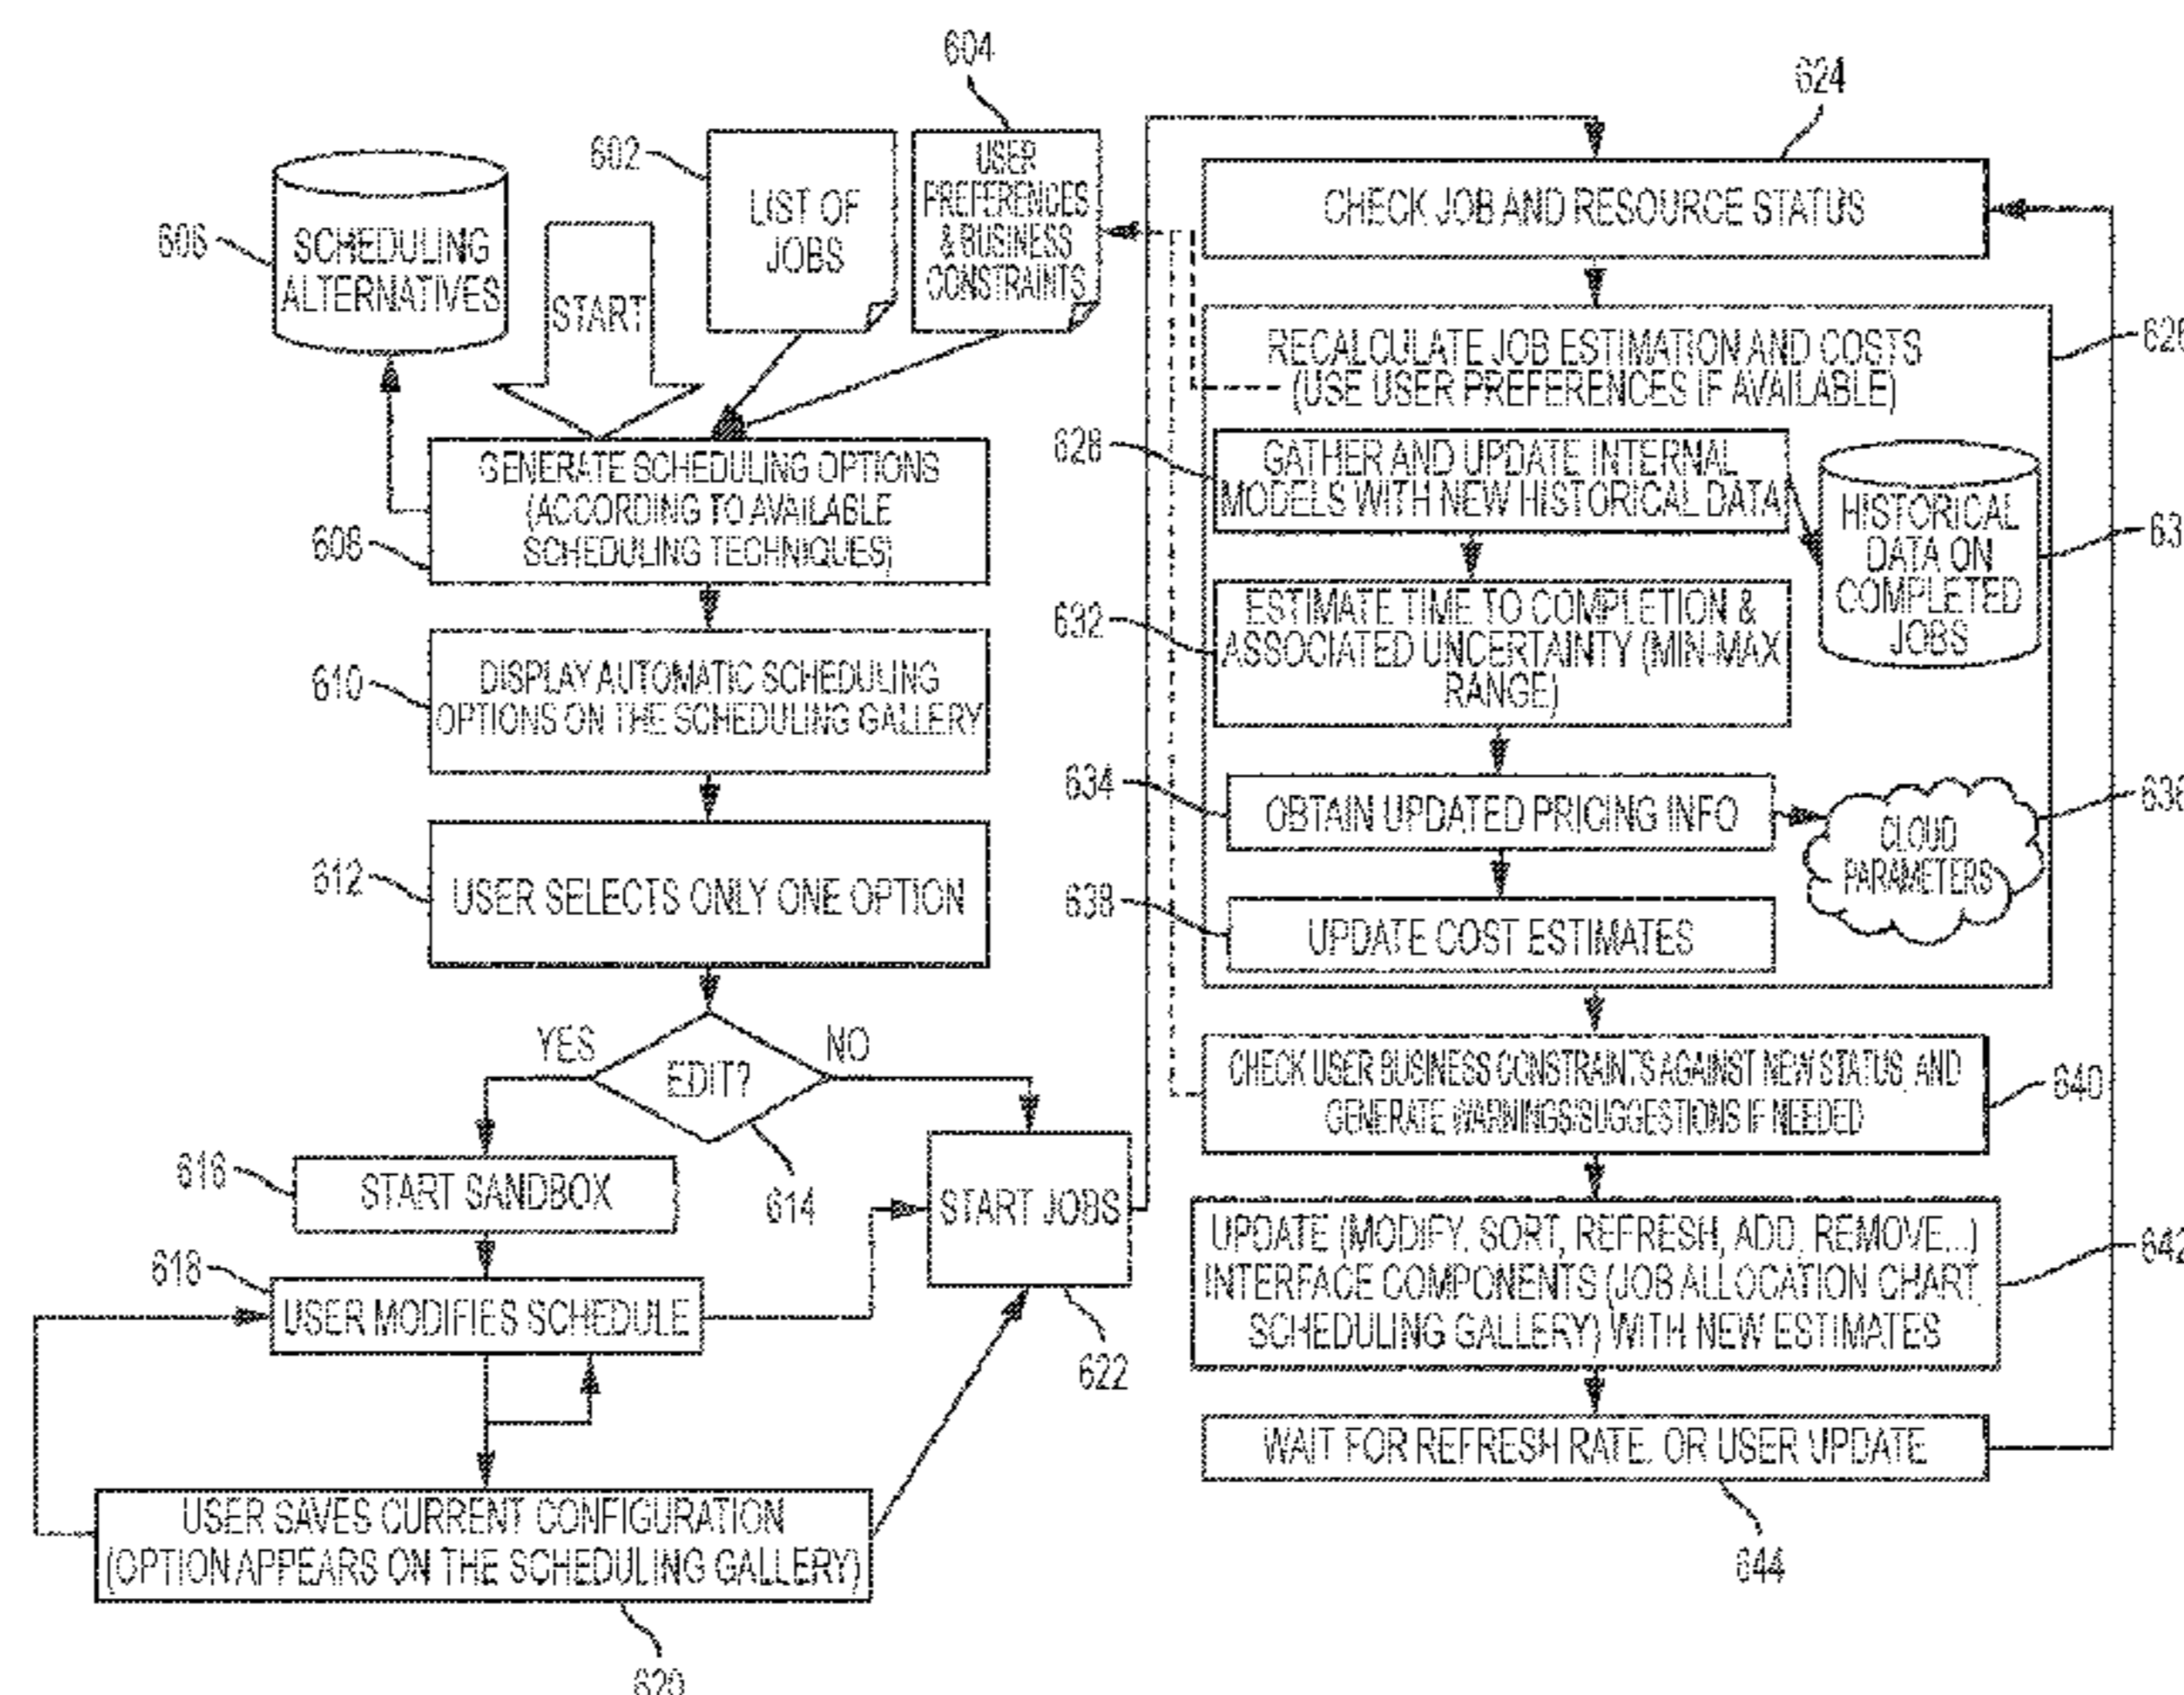 604
624
602
USER
PREFERENCES
& BUSINESS
CONSTRAINTS
LIST OF
JOBS
CHECK JOB AND RESOURCE STATUS
606
SCHEDULING
ALTERNATIVES
START
RECALCULATE JOB ESTIMATION AND COSTS
(USE USER PREFERENCES IF AVAILABLE)
626
GENERATE SCHEDULING OPTIONS
(ACCORDING TO AVAILABLE
SCHEDULING TECHNIQUES)
608
628
GATHER AND UPDATE INTERNAL
MODELS WITH NEW HISTORICAL DATA
HISTORICAL
DATA ON
COMPLETED
JOBS
63
632
ESTIMATE TIME TO COMPLETION &
ASSOCIATED UNCERTAINTY (MIN-MAX
RANGE)
610
DISPLAY AUTOMATIC SCHEDULING
OPTIONS ON THE SCHEDULING GALLERY
634
OBTAIN UPDATED PRICING INFO
636
CLOUD
PARAMETERS
612
USER SELECTS ONLY ONE OPTION
638
UPDATE COST ESTIMATES
YES
EDIT?
NO
614
CHECK USER BUSINESS CONSTRAINTS AGAINST NEW STATUS, AND
GENERATE WARNINGS/SUGGESTIONS IF NEEDED
640
616
START SANDBOX
START JOBS
622
618
USER MODIFIES SCHEDULE
UPDATE (MODIFY, SORT, REFRESH, ADD, REMOVE...)
INTERFACE COMPONENTS (JOB ALLOCATION CHART,
SCHEDULING GALLERY) WITH NEW ESTIMATES
642
WAIT FOR REFRESH RATE, OR USER UPDATE
644
USER SAVES CURRENT CONFIGURATION
(OPTION APPEARS ON THE SCHEDULING GALLERY)
620